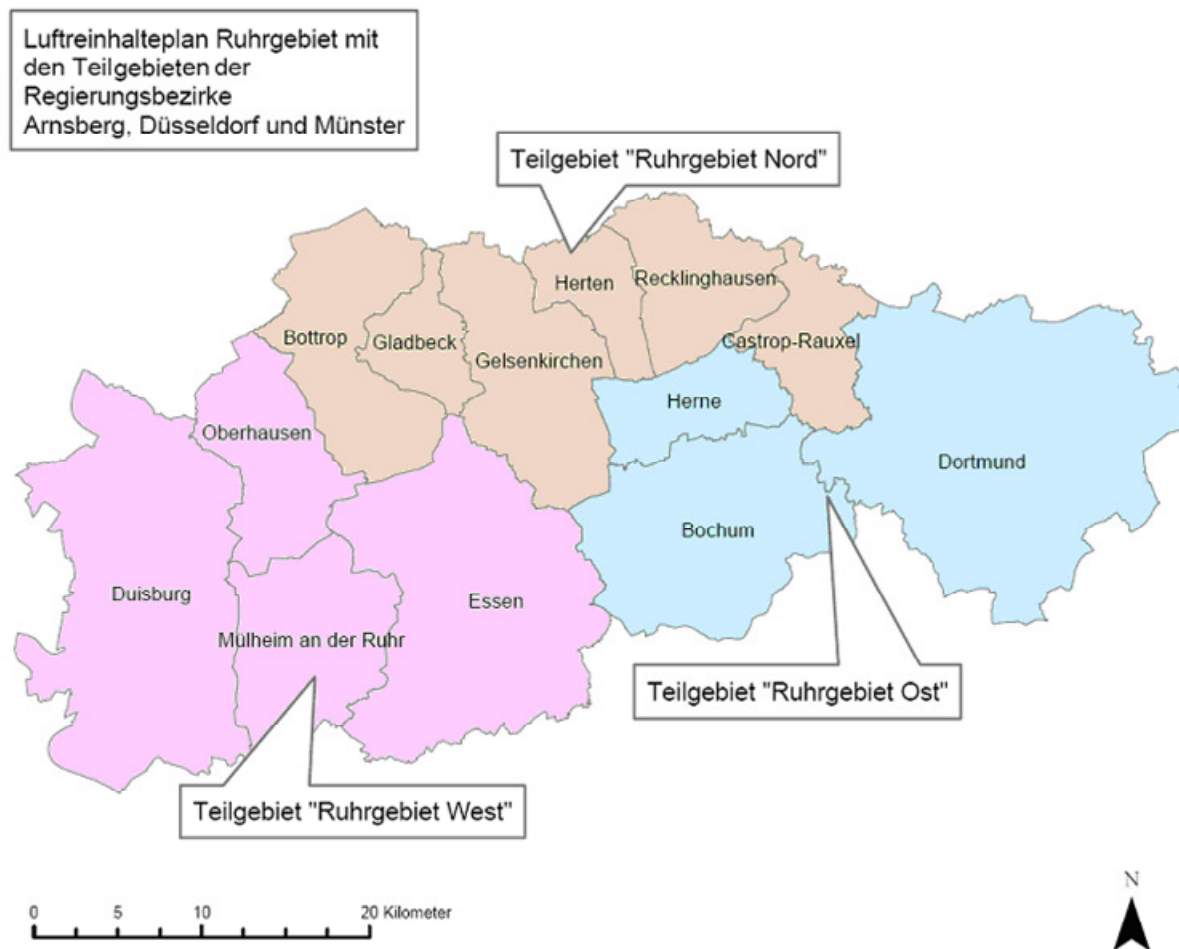 Luftreinhalteplan Ruhrgebiet mit
den Teilgebieten der
Regierungsbezirke
Arnsberg, Düsseldorf und Münster
Teilgebiet "Ruhrgebiet Nord"
Herten
Recklinghausen
Bottrop
Gladbeck
Gelsenkirchen
Castrop-Rauxel
Herne
Oberhausen
Dortmund
Bochum
Duisburg
Essen
Mülheim an der Ruhr
Teilgebiet "Ruhrgebiet Ost"
Teilgebiet "Ruhrgebiet West"
N
0 5 10 20 Kilometer